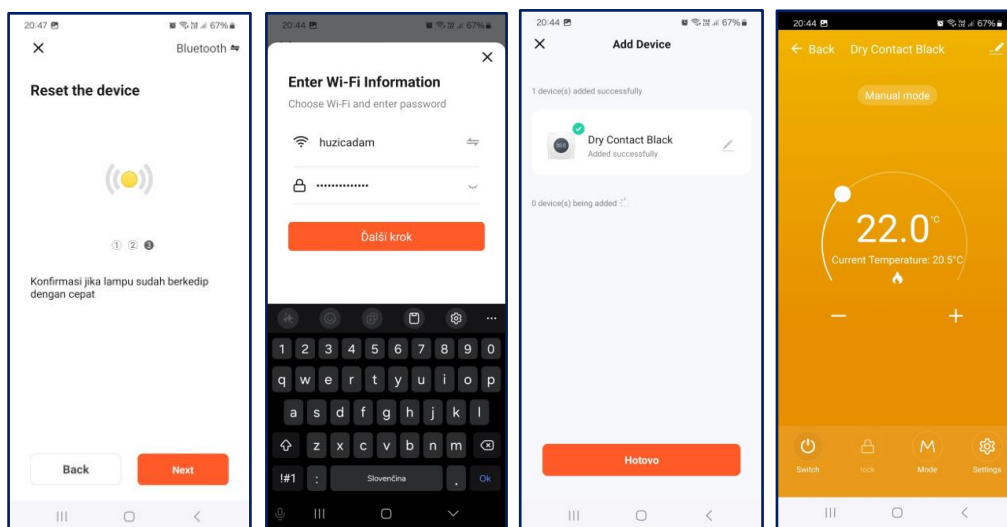 20:47
67%
Bluetooth
Reset the device
1 2 3
Konfirmasi jika lampu sudah berkedip
dengan cepat
Back
Next
20:44
67%
Enter Wi-Fi Information
Choose Wi-Fi and enter password
huzicadam
••••••••••••••
Ďalší krok
1 2 3 4 5 6 7 8 9 0
q w e r t y u i o p
a s d f g h j k l
z x c v b n m
!#1 : Slovenčina . Ok
20:44
67%
Add Device
1 device(s) added successfully
Dry Contact Black
Added successfully
0 device(s) being added
Hotovo
20:44
67%
Back Dry Contact Black
Manual mode
22.0°C
Current Temperature: 20.5°C
− +
M
Switch lock Mode Settings